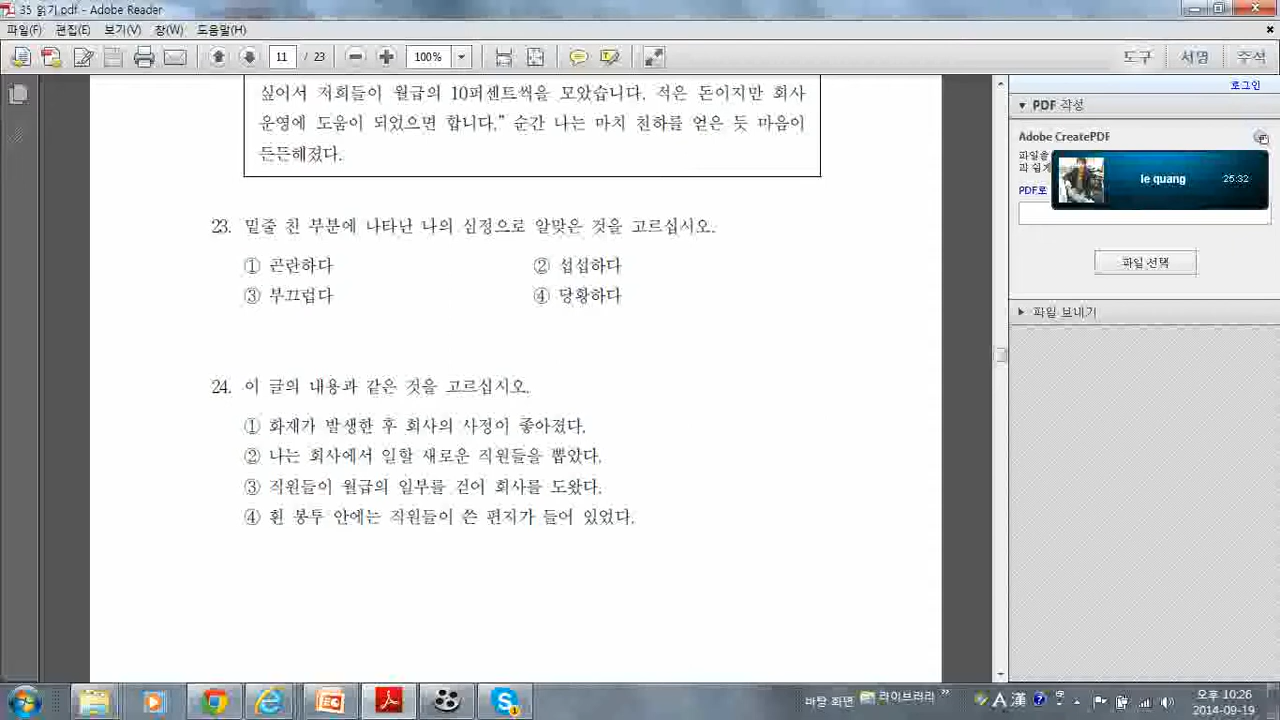 35 읽기.pdf - Adobe Reader
파일(F) 편집(E) 보기(V) 창(W) 도움말(H)
11 / 23 100% 도구 서명 주석
로그인
PDF 작성
Adobe CreatePDF
파일을
과 쉽게
PDF로
le quang 25:32
파일 선택
파일 보내기
싶어서 저희들이 월급의 10퍼센트씩을 모았습니다. 적은 돈이지만 회사
운영에 도움이 되었으면 합니다.” 순간 나는 마치 천하를 얻은 듯 마음이
든든해졌다.
23. 밑줄 친 부분에 나타난 나의 심정으로 알맞은 것을 고르십시오.
① 곤란하다 ② 섭섭하다
③ 부끄럽다 ④ 당황하다
24. 이 글의 내용과 같은 것을 고르십시오.
① 화재가 발생한 후 회사의 사정이 좋아졌다.
② 나는 회사에서 일할 새로운 직원들을 뽑았다.
③ 직원들이 월급의 일부를 걷어 회사를 도왔다.
④ 흰 봉투 안에는 직원들이 쓴 편지가 들어 있었다.
바탕 화면 라이브러리 A 漢 오후 10:26
2014-09-19